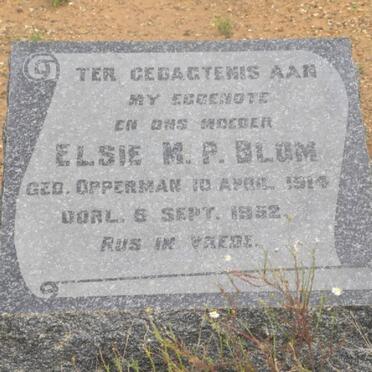 TER GEDAGTENIS AAN
MY EGGENOTE
EN ONS MOEDER
ELSIE M. P. BLOM
GEB. OPPERMAN 10 APRIL. 1914
OORL. 6 SEPT. 1952.
RUS IN VREDE.